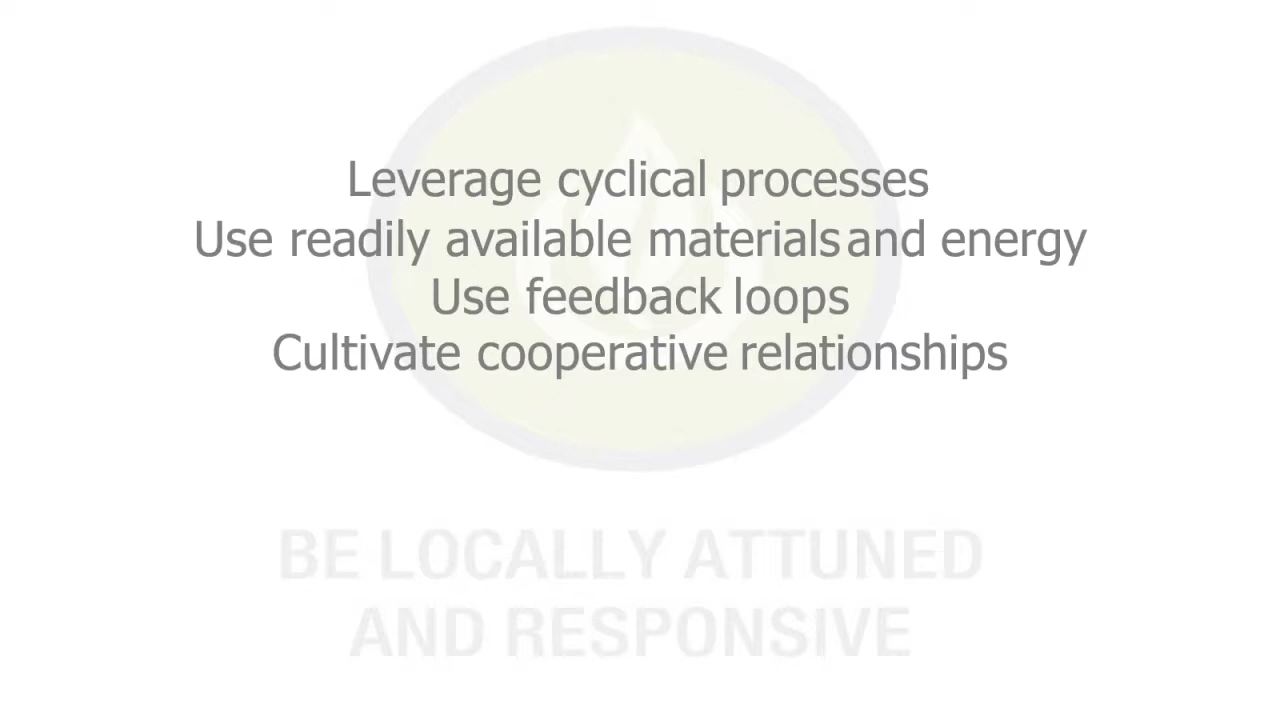 Leverage cyclical processes
Use readily available materials and energy
Use feedback loops
Cultivate cooperative relationships
BE LOCALLY ATTUNED
AND RESPONSIVE